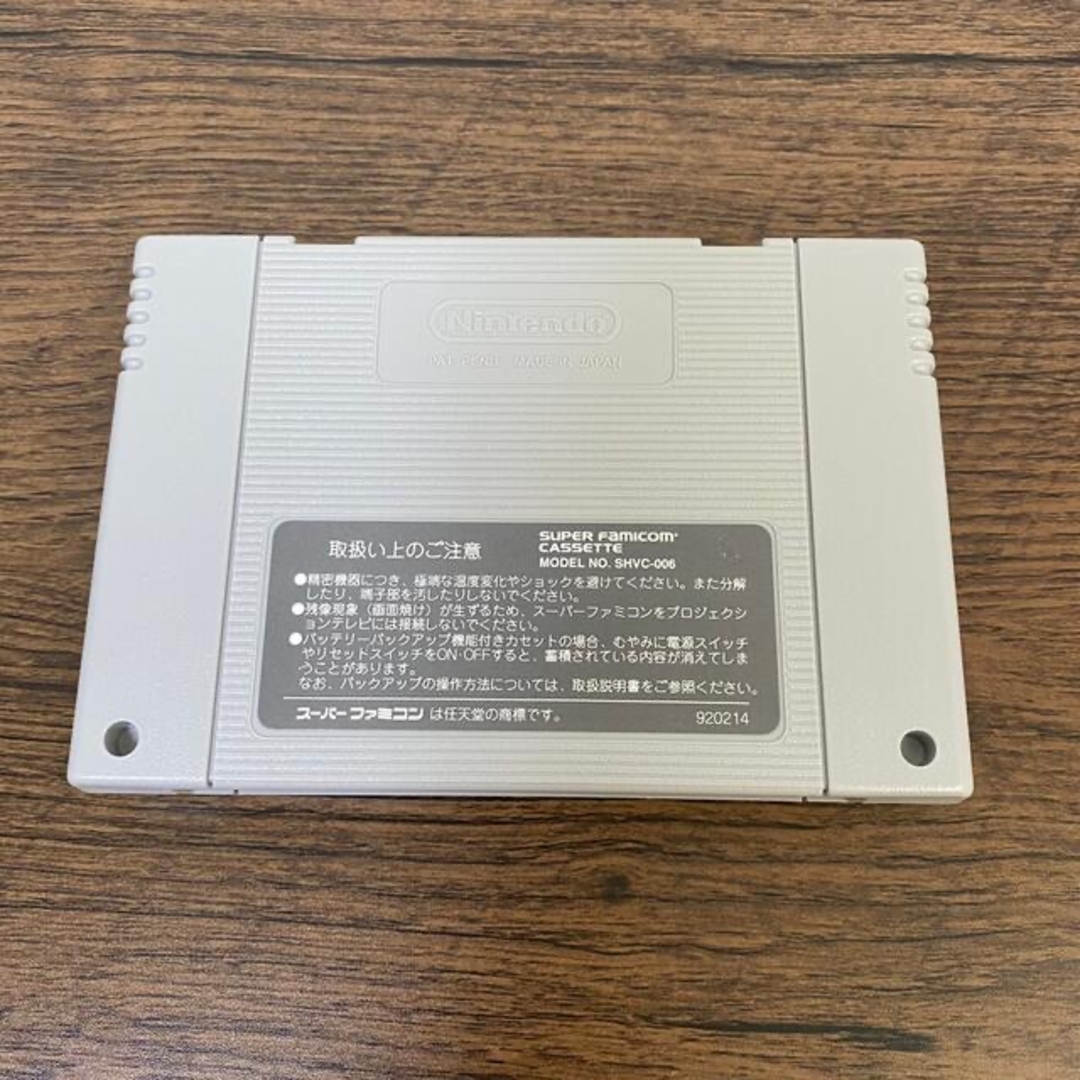 Nintendo
PAT. PEND. MADE IN JAPAN
取扱い上のご注意
SUPER FAMICOM
CASSETTE
MODEL NO. SHVC-006
●精密機器につき、極端な温度変化やショックを避けてください。また分解
したり、端子部を汚したりしないでください。
●残像現象（画面焼け）が生ずるため、スーパーファミコンをプロジェクシ
ョンテレビには接続しないでください。
●バッテリーバックアップ機能付きカセットの場合、むやみに電源スイッチ
やリセットスイッチをON・OFFすると、蓄積されている内容が消えてしま
うことがあります。
なお、バックアップの操作方法については、取扱説明書をご参照ください。
スーパーファミコン は任天堂の商標です。
920214